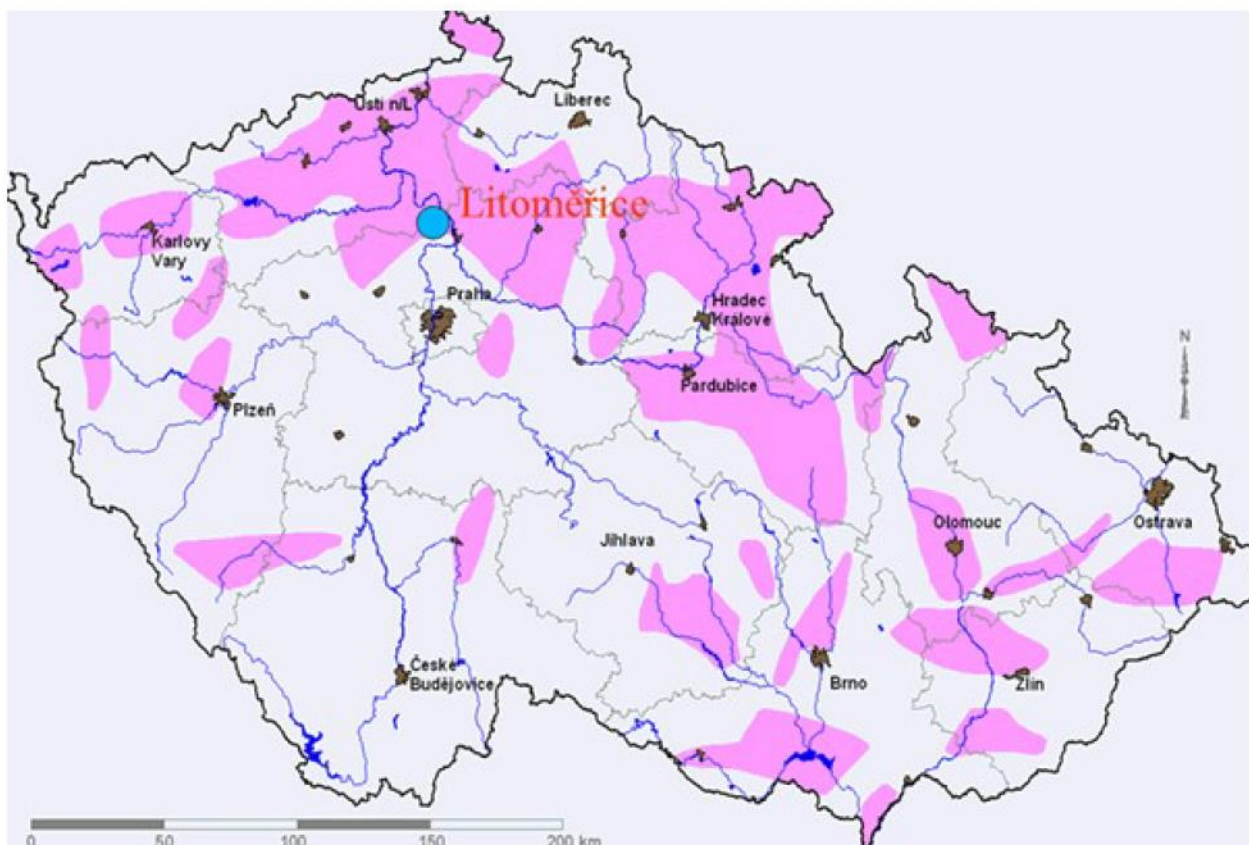 Ústí n/L
Liberec
Litoměřice
Karlovy
Vary
Praha
Hradec
Králové
N
Pardubice
Plzeň
Olomouc
Ostrava
Jihlava
České
Budějovice
Brno
Zlín
0 50 100 150 200 km